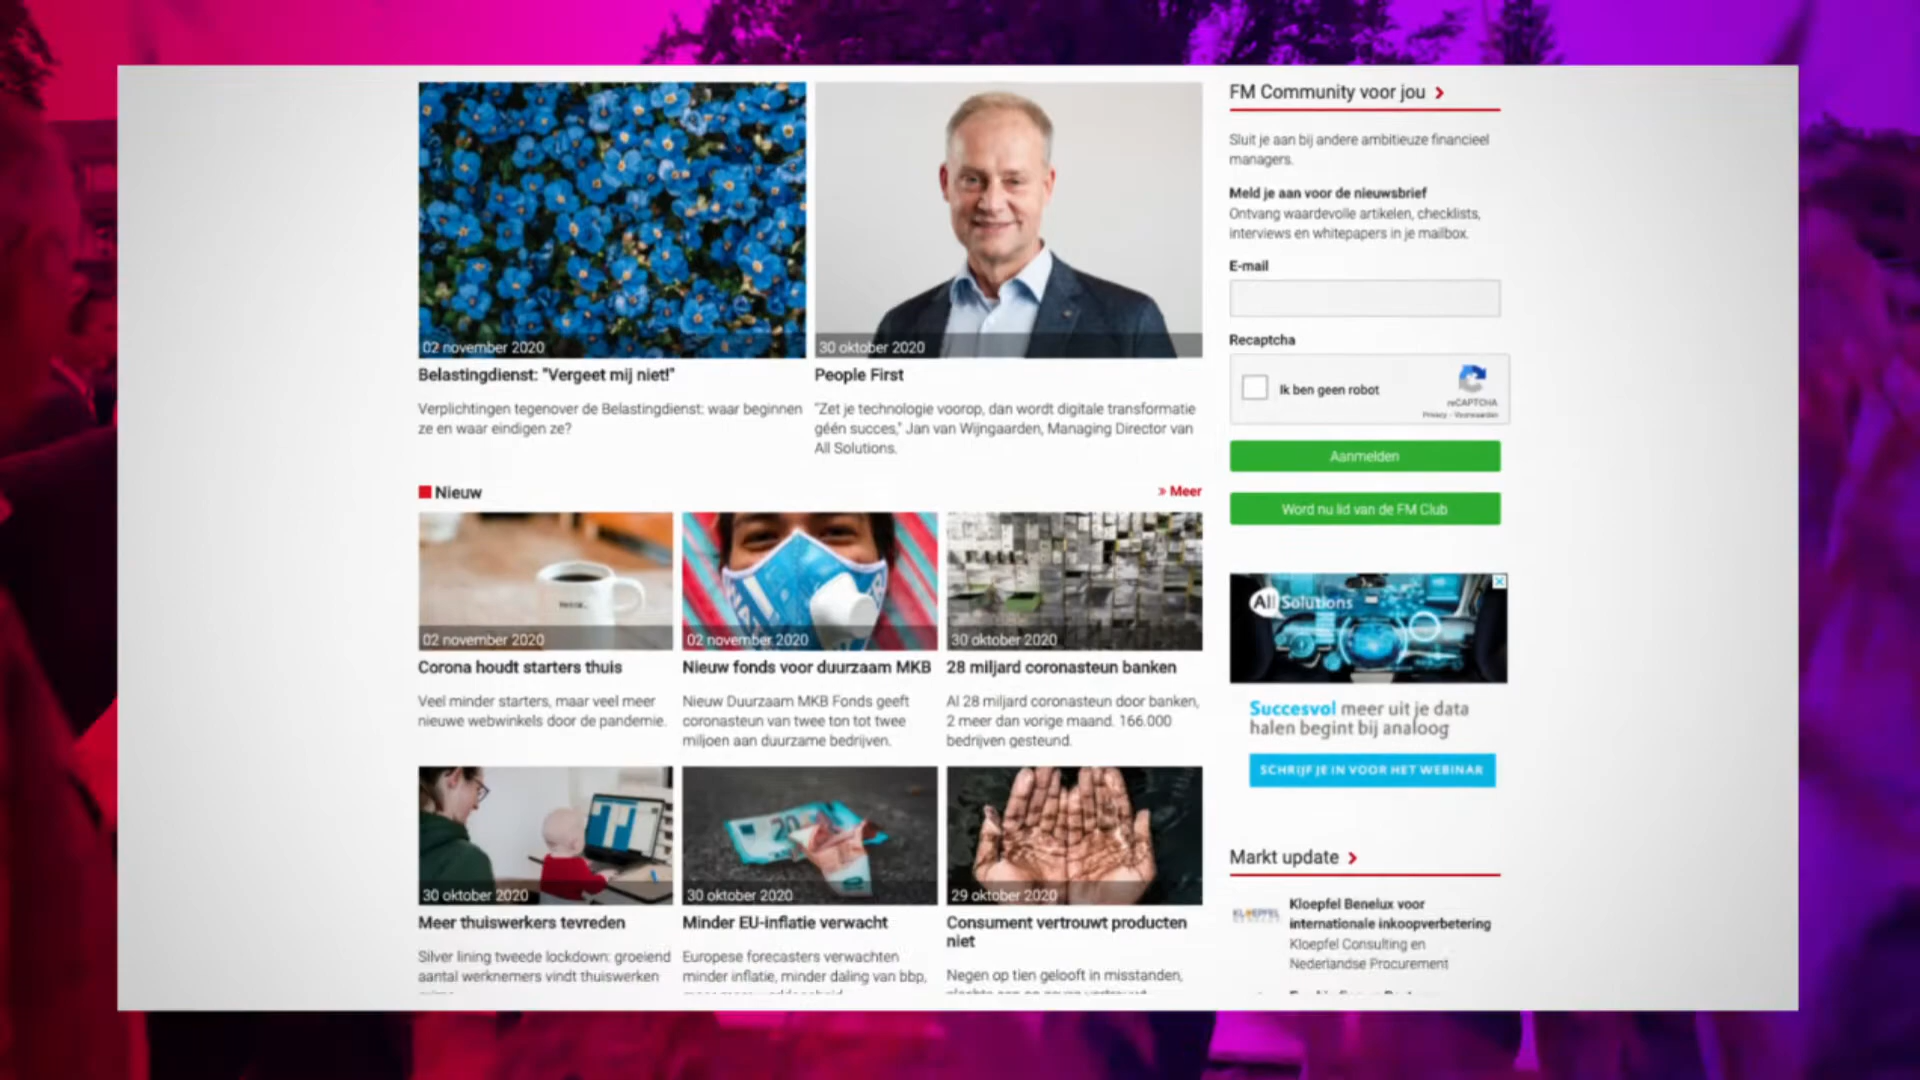 02 november 2020
Belastingdienst: "Vergeet mij niet!"
Verplichtingen tegenover de Belastingdienst: waar beginnen
ze en waar eindigen ze?
30 oktober 2020
People First
"Zet je technologie voorop, dan wordt digitale transformatie
géén succes," Jan van Wijngaarden, Managing Director van
All Solutions.
Nieuw
» Meer
02 november 2020
Corona houdt starters thuis
Veel minder starters, maar veel meer
nieuwe webwinkels door de pandemie.
02 november 2020
Nieuw fonds voor duurzaam MKB
Nieuw Duurzaam MKB Fonds geeft
coronasteun van twee ton tot twee
miljoen aan duurzame bedrijven.
30 oktober 2020
28 miljard coronasteun banken
Al 28 miljard coronasteun door banken,
2 meer dan vorige maand. 166.000
bedrijven gesteund.
30 oktober 2020
Meer thuiswerkers tevreden
Silver lining tweede lockdown: groeiend
aantal werknemers vindt thuiswerken
30 oktober 2020
Minder EU-inflatie verwacht
Europese forecasters verwachten
minder inflatie, minder daling van bbp,
29 oktober 2020
Consument vertrouwt producten
niet
Negen op tien gelooft in misstanden,
FM Community voor jou
Sluit je aan bij andere ambitieuze financieel
managers.
Meld je aan voor de nieuwsbrief
Ontvang waardevolle artikelen, checklists,
interviews en whitepapers in je mailbox.
E-mail
Recaptcha
Ik ben geen robot
reCAPTCHA
Privacy - Voorwaarden
Aanmelden
Word nu lid van de FM Club
All Solutions
Succesvol meer uit je data
halen begint bij analoog
SCHRIJF JE IN VOOR HET WEBINAR
Markt update
KLOEPFEL
BENELUX
Kloepfel Benelux voor
internationale inkoopverbetering
Kloepfel Consulting en
Nederlandse Procurement